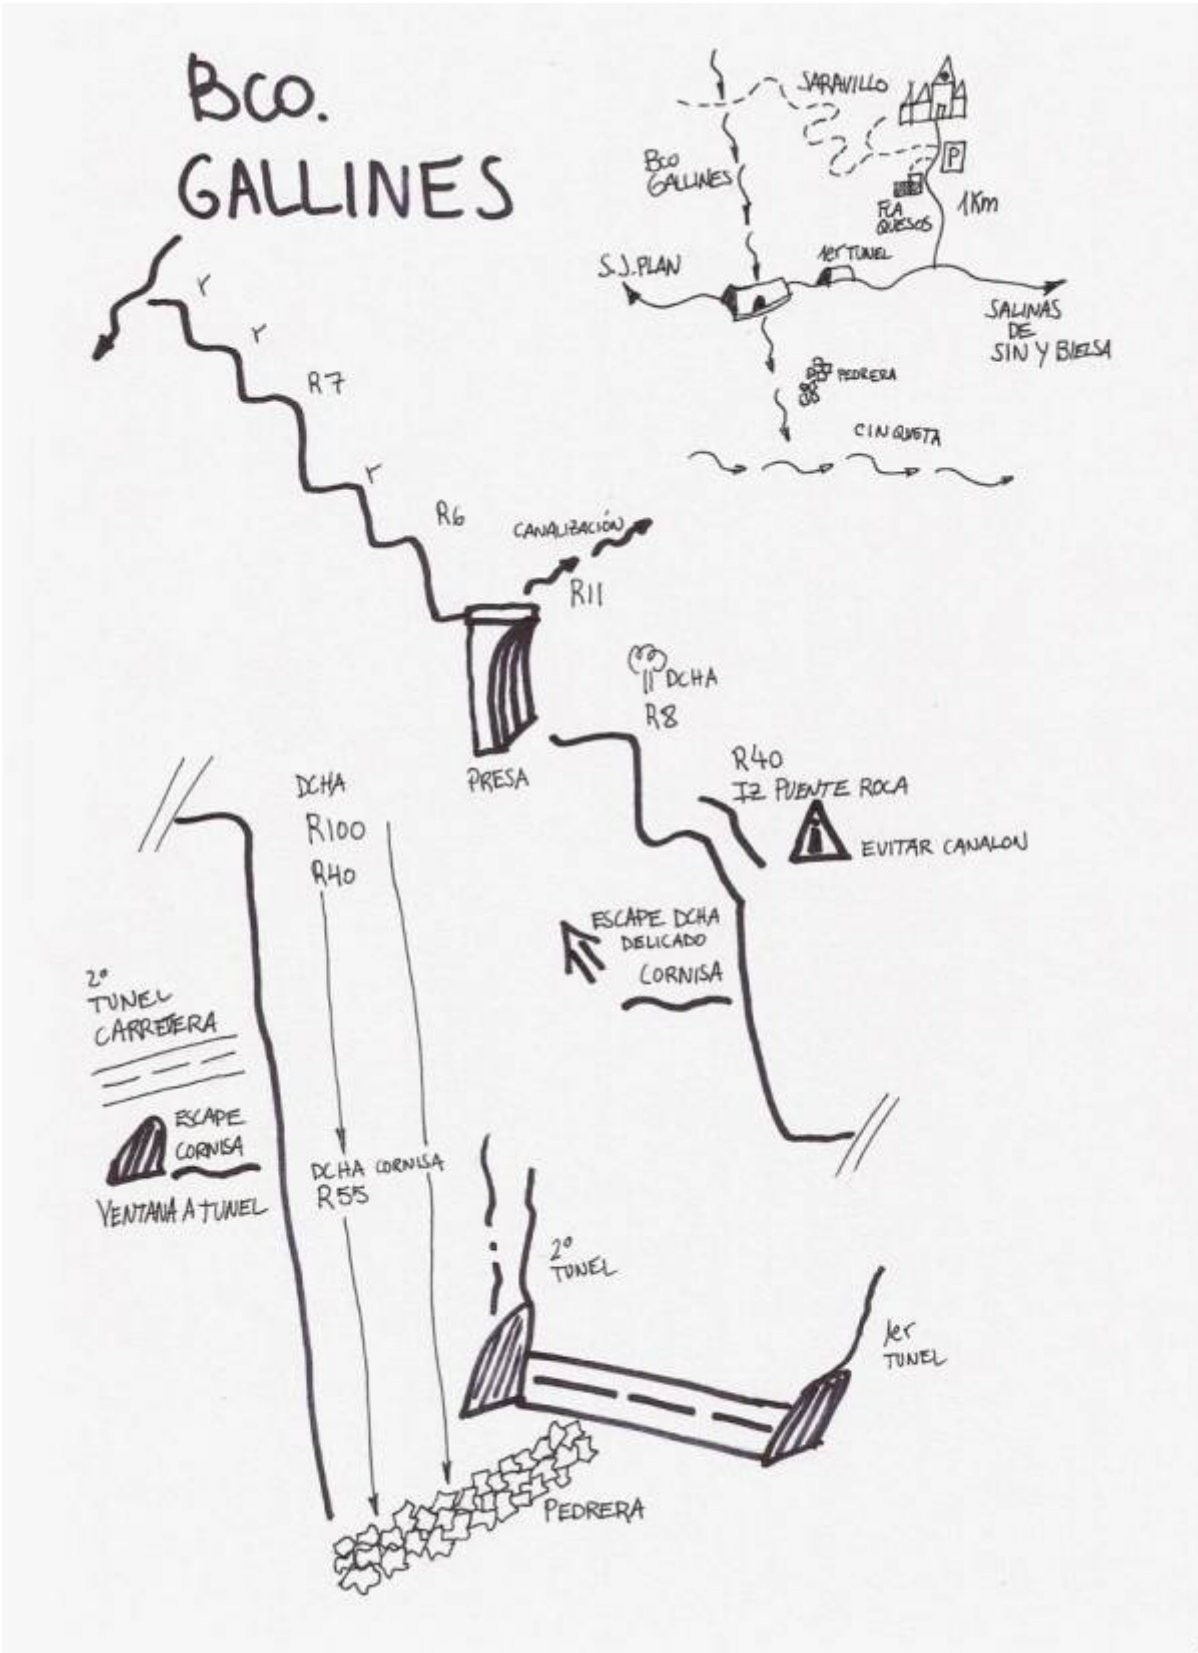 BCO.
GALLINES
SARAVILLO
P
BCO
GALLINES
FCA
QUESOS
1Km
S.J. PLAN
1er TUNEL
SALINAS
DE
SIN Y BIELSA
PEDRERA
CINQUETA
r
r
R7
r
R6
CANALIZACIÓN
R11
PRESA
DCHA
R8
R40
IZ PUENTE ROCA
EVITAR CANALON
ESCAPE DCHA
DELICADO
CORNISA
DCHA
R100
R40
2º
TUNEL
CARRETERA
ESCAPE
CORNISA
VENTANA A TUNEL
DCHA CORNISA
R55
2º
TUNEL
1er
TUNEL
PEDRERA